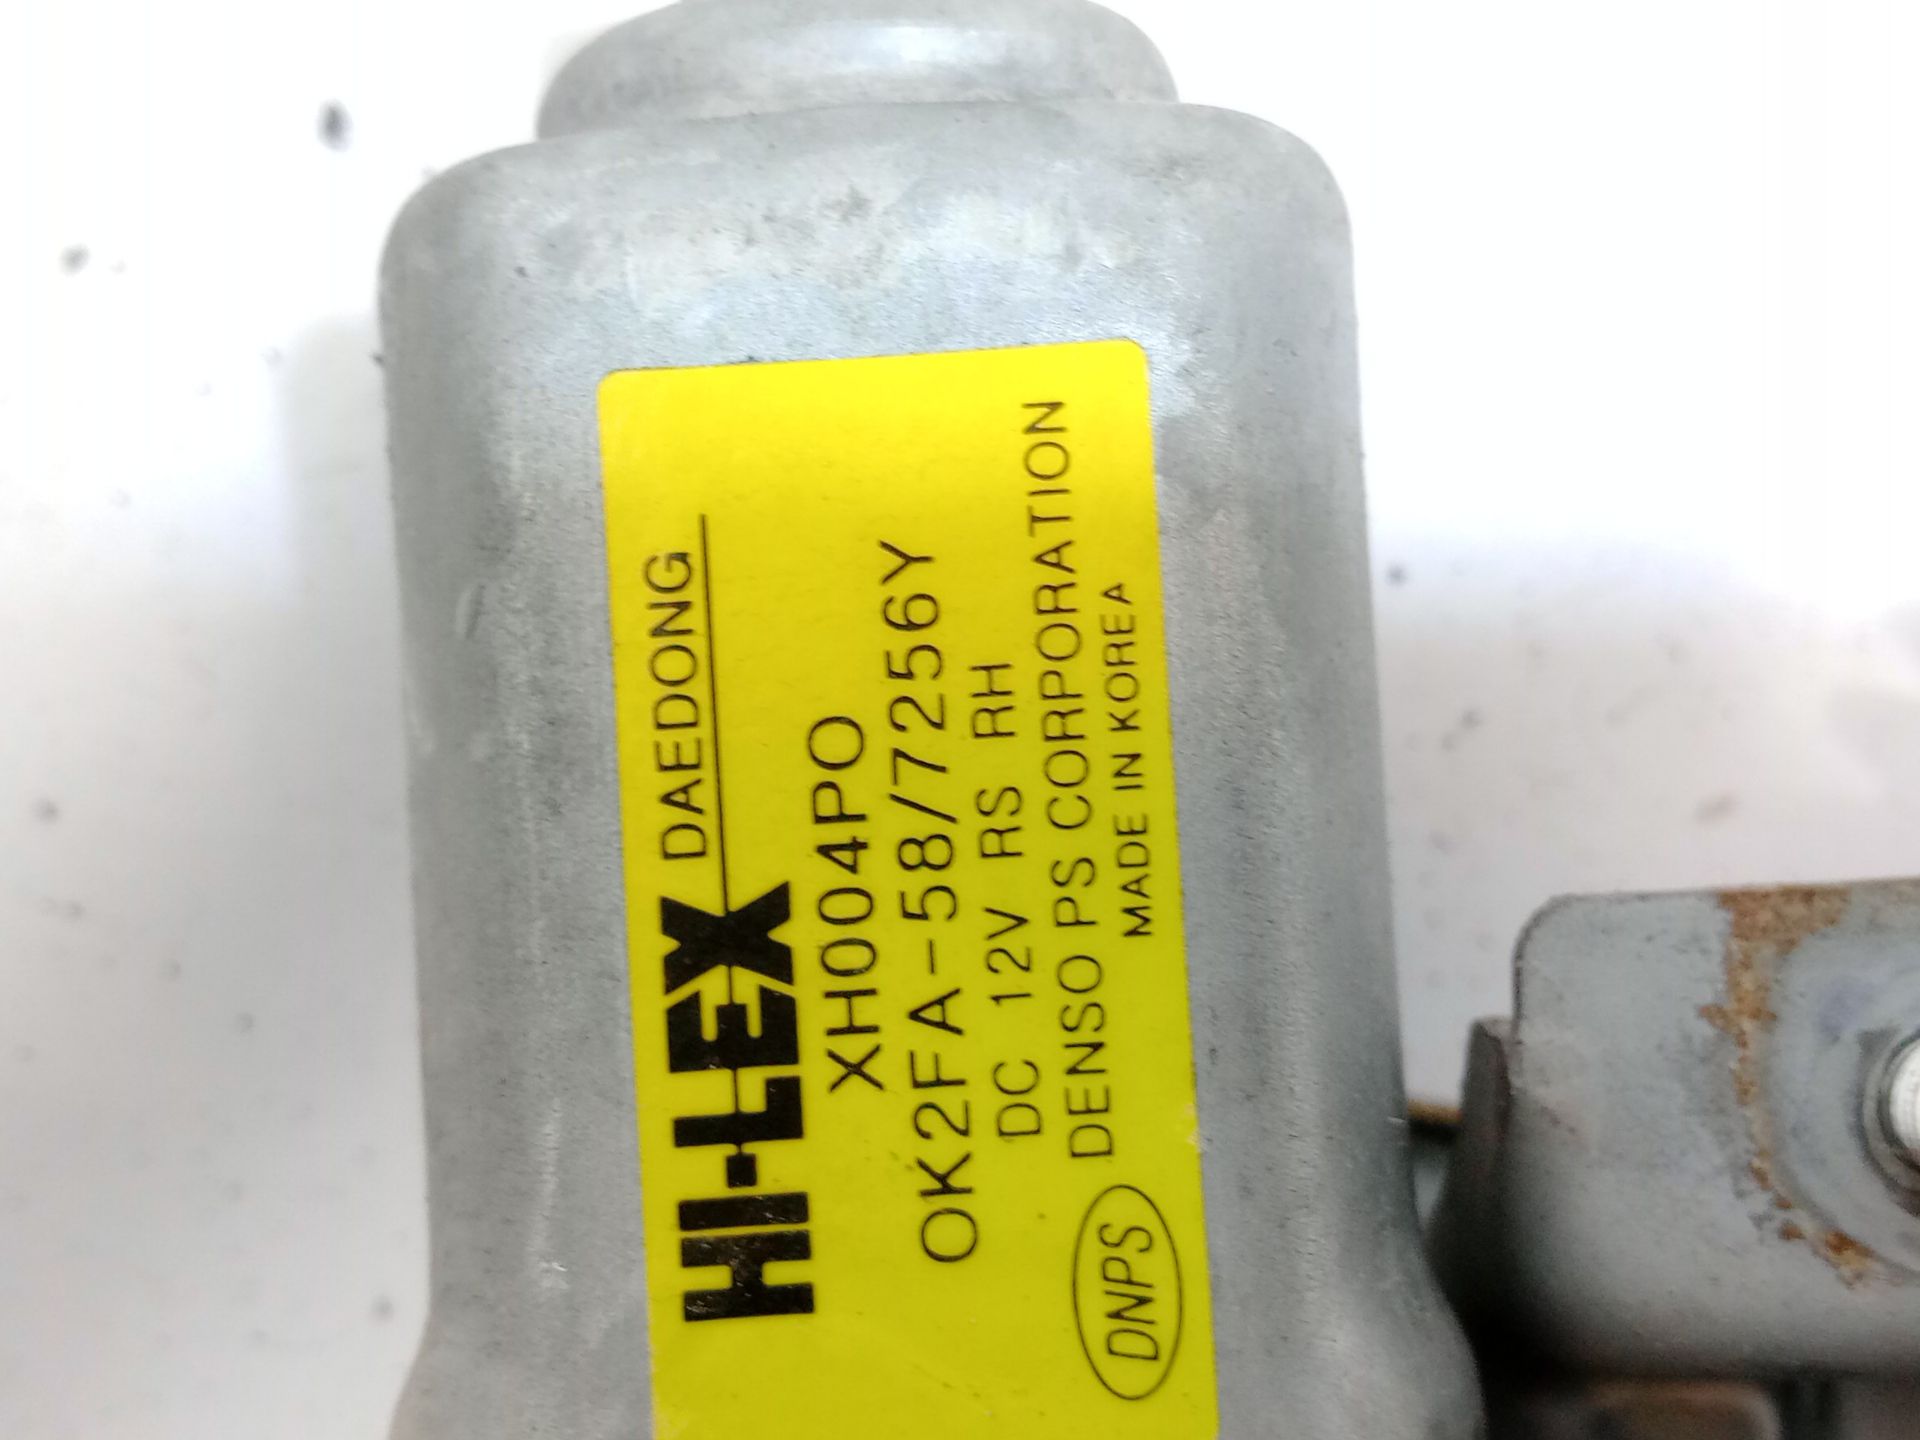 HI-LEX DAEDONG
XH004PO
OK2FA-58/7256Y
DC 12V RS RH
DNPS DENSO PS CORPORATION
MADE IN KOREA